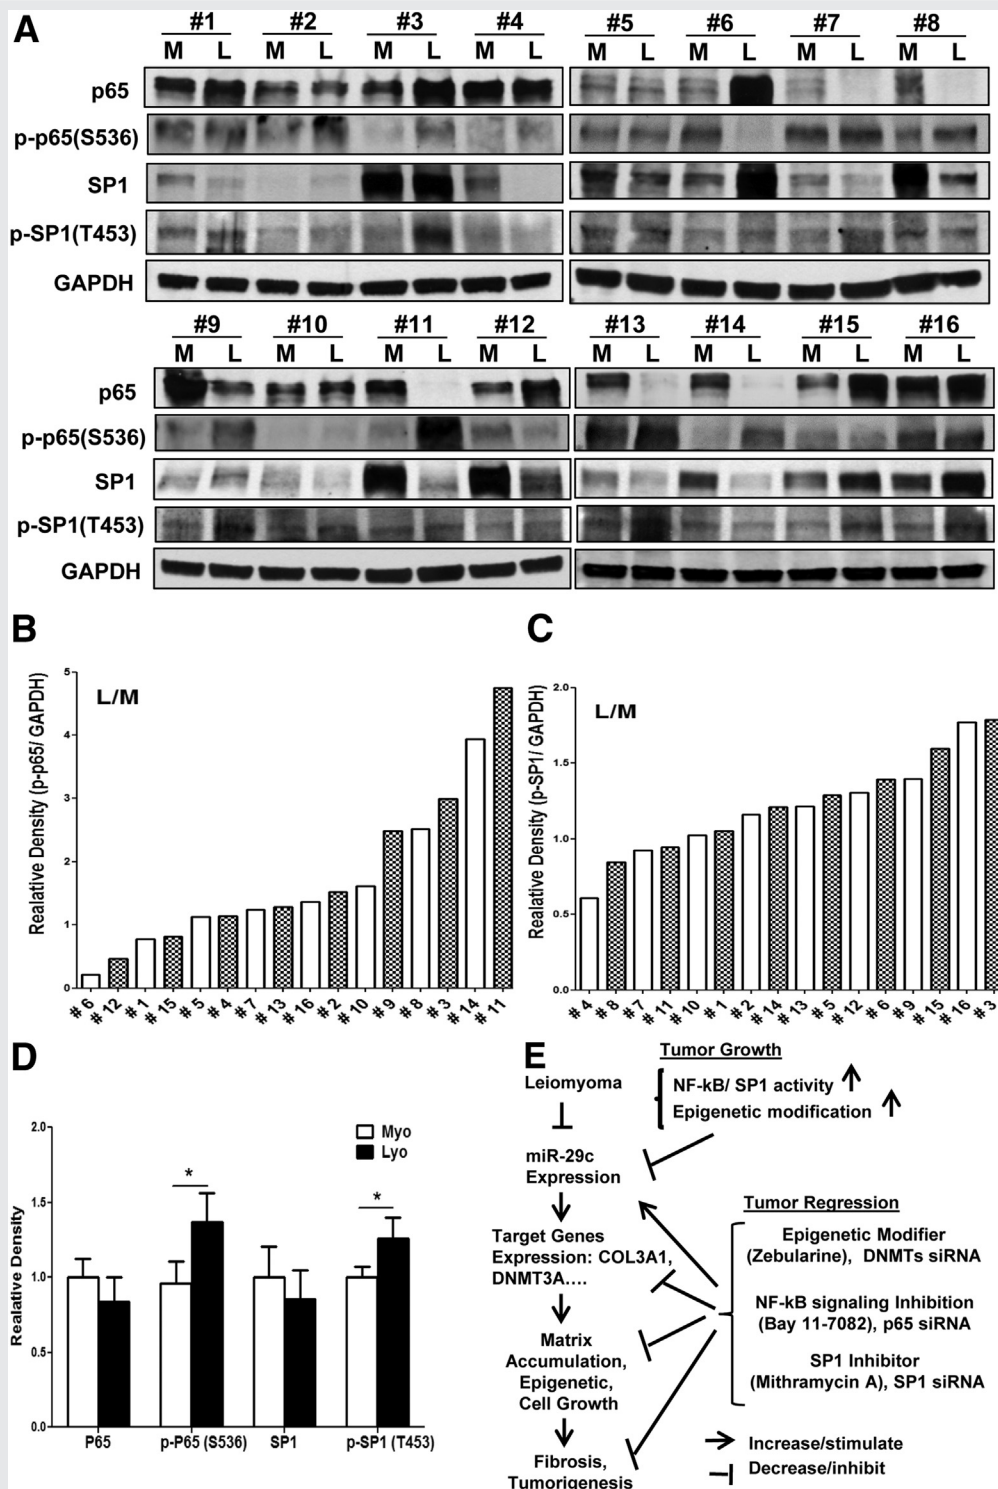 A
#1 #2 #3 #4 #5 #6 #7 #8
M L M L M L M L M L M L M L M L
p65
p-p65(S536)
SP1
p-SP1(T453)
GAPDH
#9 #10 #11 #12 #13 #14 #15 #16
M L M L M L M L M L M L M L M L
p65
p-p65(S536)
SP1
p-SP1(T453)
GAPDH
B
Realative Density (p-p65/ GAPDH)
L/M
5
4
3
2
1
0
# 6 # 12 # 1 # 15 # 5 # 4 # 7 # 13 # 16 # 2 # 10 # 9 # 8 # 3 # 14 # 11
C
Realative Density (p-SP1/ GAPDH)
L/M
2.0
1.5
1.0
0.5
0.0
# 4 # 8 # 7 # 11 # 10 # 1 # 2 # 14 # 13 # 5 # 12 # 6 # 9 # 15 # 16 # 3
D
Realative Density
2.0
1.5
1.0
0.5
0.0
Myo
Lyo
*
*
P65 p-P65 (S536) SP1 p-SP1 (T453)
E
Leiomyoma
miR-29c
Expression
Target Genes
Expression: COL3A1,
DNMT3A....
Matrix
Accumulation,
Epigenetic,
Cell Growth
Fibrosis,
Tumorigenesis
Tumor Growth
NF-kB/ SP1 activity
Epigenetic modification
Tumor Regression
Epigenetic Modifier
(Zebularine), DNMTs siRNA
NF-kB signaling Inhibition
(Bay 11-7082), p65 siRNA
SP1 Inhibitor
(Mithramycin A), SP1 siRNA
Increase/stimulate
Decrease/inhibit